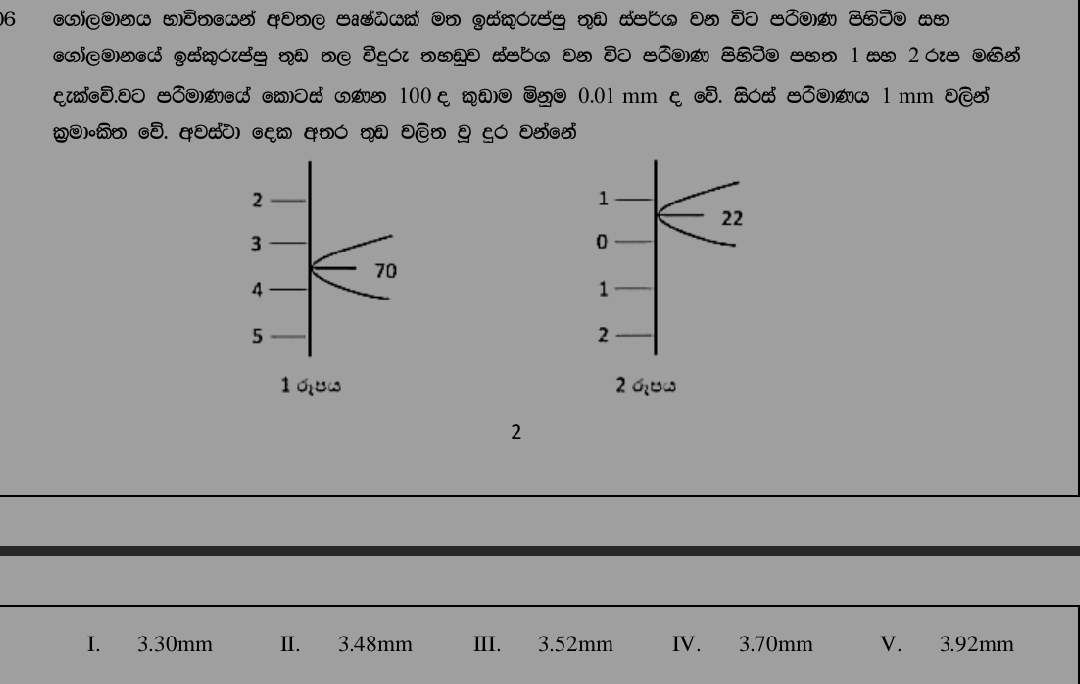 06 ගෝලමානය භාවිතයෙන් අවතල පෘෂ්ඨයක් මත ඉස්කුරුප්පු තුඩ ස්පර්ශ වන විට පරිමාණ පිහිටීම සහ
ගෝලමානයේ ඉස්කුරුප්පු තුඩ තල වීදුරු තහඩුව ස්පර්ශ වන විට පරිමාණ පිහිටීම පහත 1 සහ 2 රූප මඟින්
දැක්වේ.වට පරිමාණයේ කොටස් ගණන 100 ද කුඩාම මිනුම 0.01 mm ද වේ. සිරස් පරිමාණය 1 mm වලින්
ක්‍රමාංකිත වේ. අවස්ථා දෙක අතර තුඩ චලිත වූ දුර වන්නේ
2
3
70
4
5
1 රූපය
1
22
0
1
2
2 රූපය
2
I. 3.30mm II. 3.48mm III. 3.52mm IV. 3.70mm V. 3.92mm